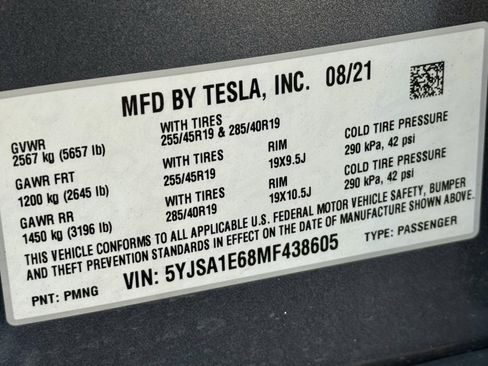 MFD BY TESLA, INC. 08/21
GVWR WITH TIRES COLD TIRE PRESSURE
2567 kg (5657 lb) 255/45R19 & 285/40R19 290 kPa, 42 psi
GAWR FRT WITH TIRES RIM COLD TIRE PRESSURE
1200 kg (2645 lb) 255/45R19 19X9.5J 290 kPa, 42 psi
GAWR RR WITH TIRES RIM
1450 kg (3196 lb) 285/40R19 19X10.5J
THIS VEHICLE CONFORMS TO ALL APPLICABLE U.S. FEDERAL MOTOR VEHICLE SAFETY, BUMPER
AND THEFT PREVENTION STANDARDS IN EFFECT ON THE DATE OF MANUFACTURE SHOWN ABOVE.
PNT: PMNG VIN: 5YJSA1E68MF438605 TYPE: PASSENGER